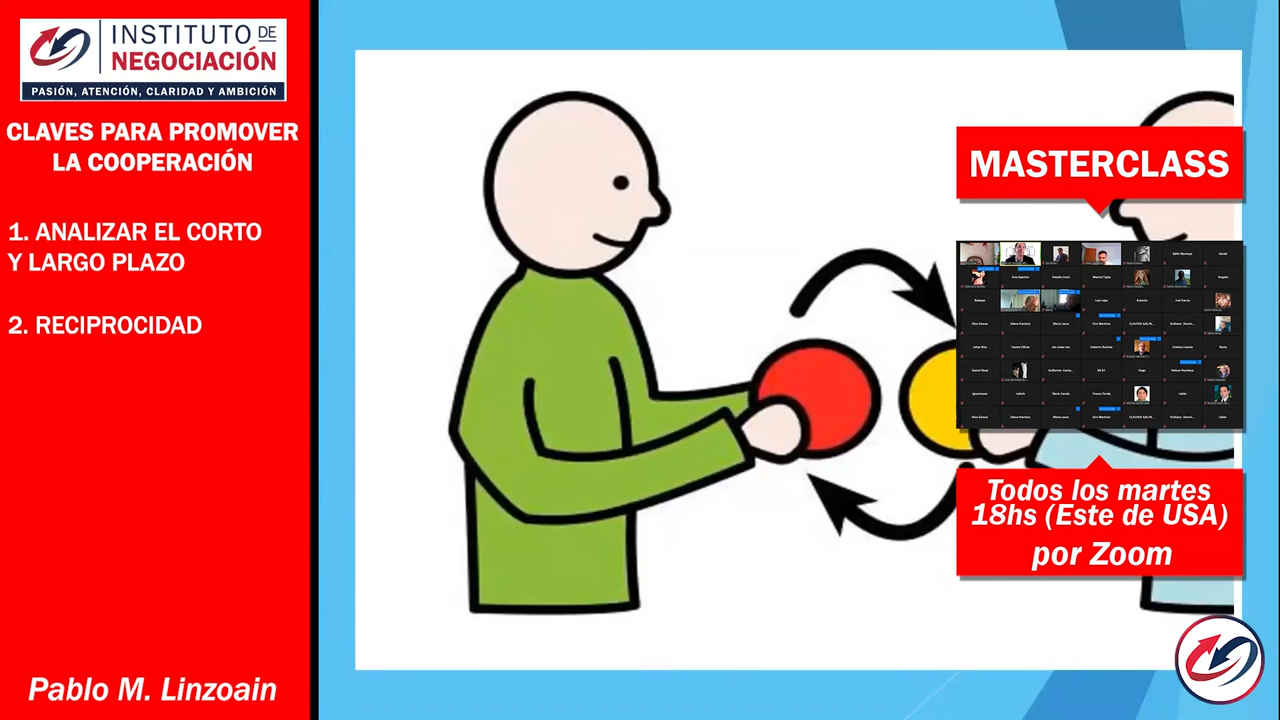 INSTITUTO DE
NEGOCIACIÓN
PASIÓN, ATENCIÓN, CLARIDAD Y AMBICIÓN
CLAVES PARA PROMOVER
LA COOPERACIÓN
1. ANALIZAR EL CORTO
Y LARGO PLAZO
2. RECIPROCIDAD
Pablo M. Linzoain
MASTERCLASS
Todos los martes
18hs (Este de USA)
por Zoom